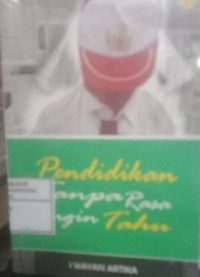 Pendidikan
Tanpa Rasa
Ingin Tahu
I WAYAN ARTIKA